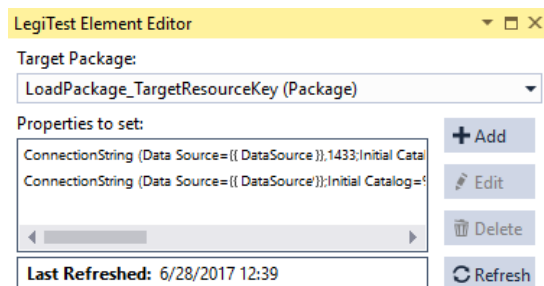 LegiTest Element Editor
Target Package:
LoadPackage_TargetResourceKey (Package)
Properties to set:
ConnectionString (Data Source={{ DataSource }},1433;Initial Catal
ConnectionString (Data Source={{ DataSource'}};Initial Catalog=
Add
Edit
Delete
Last Refreshed: 6/28/2017 12:39
Refresh